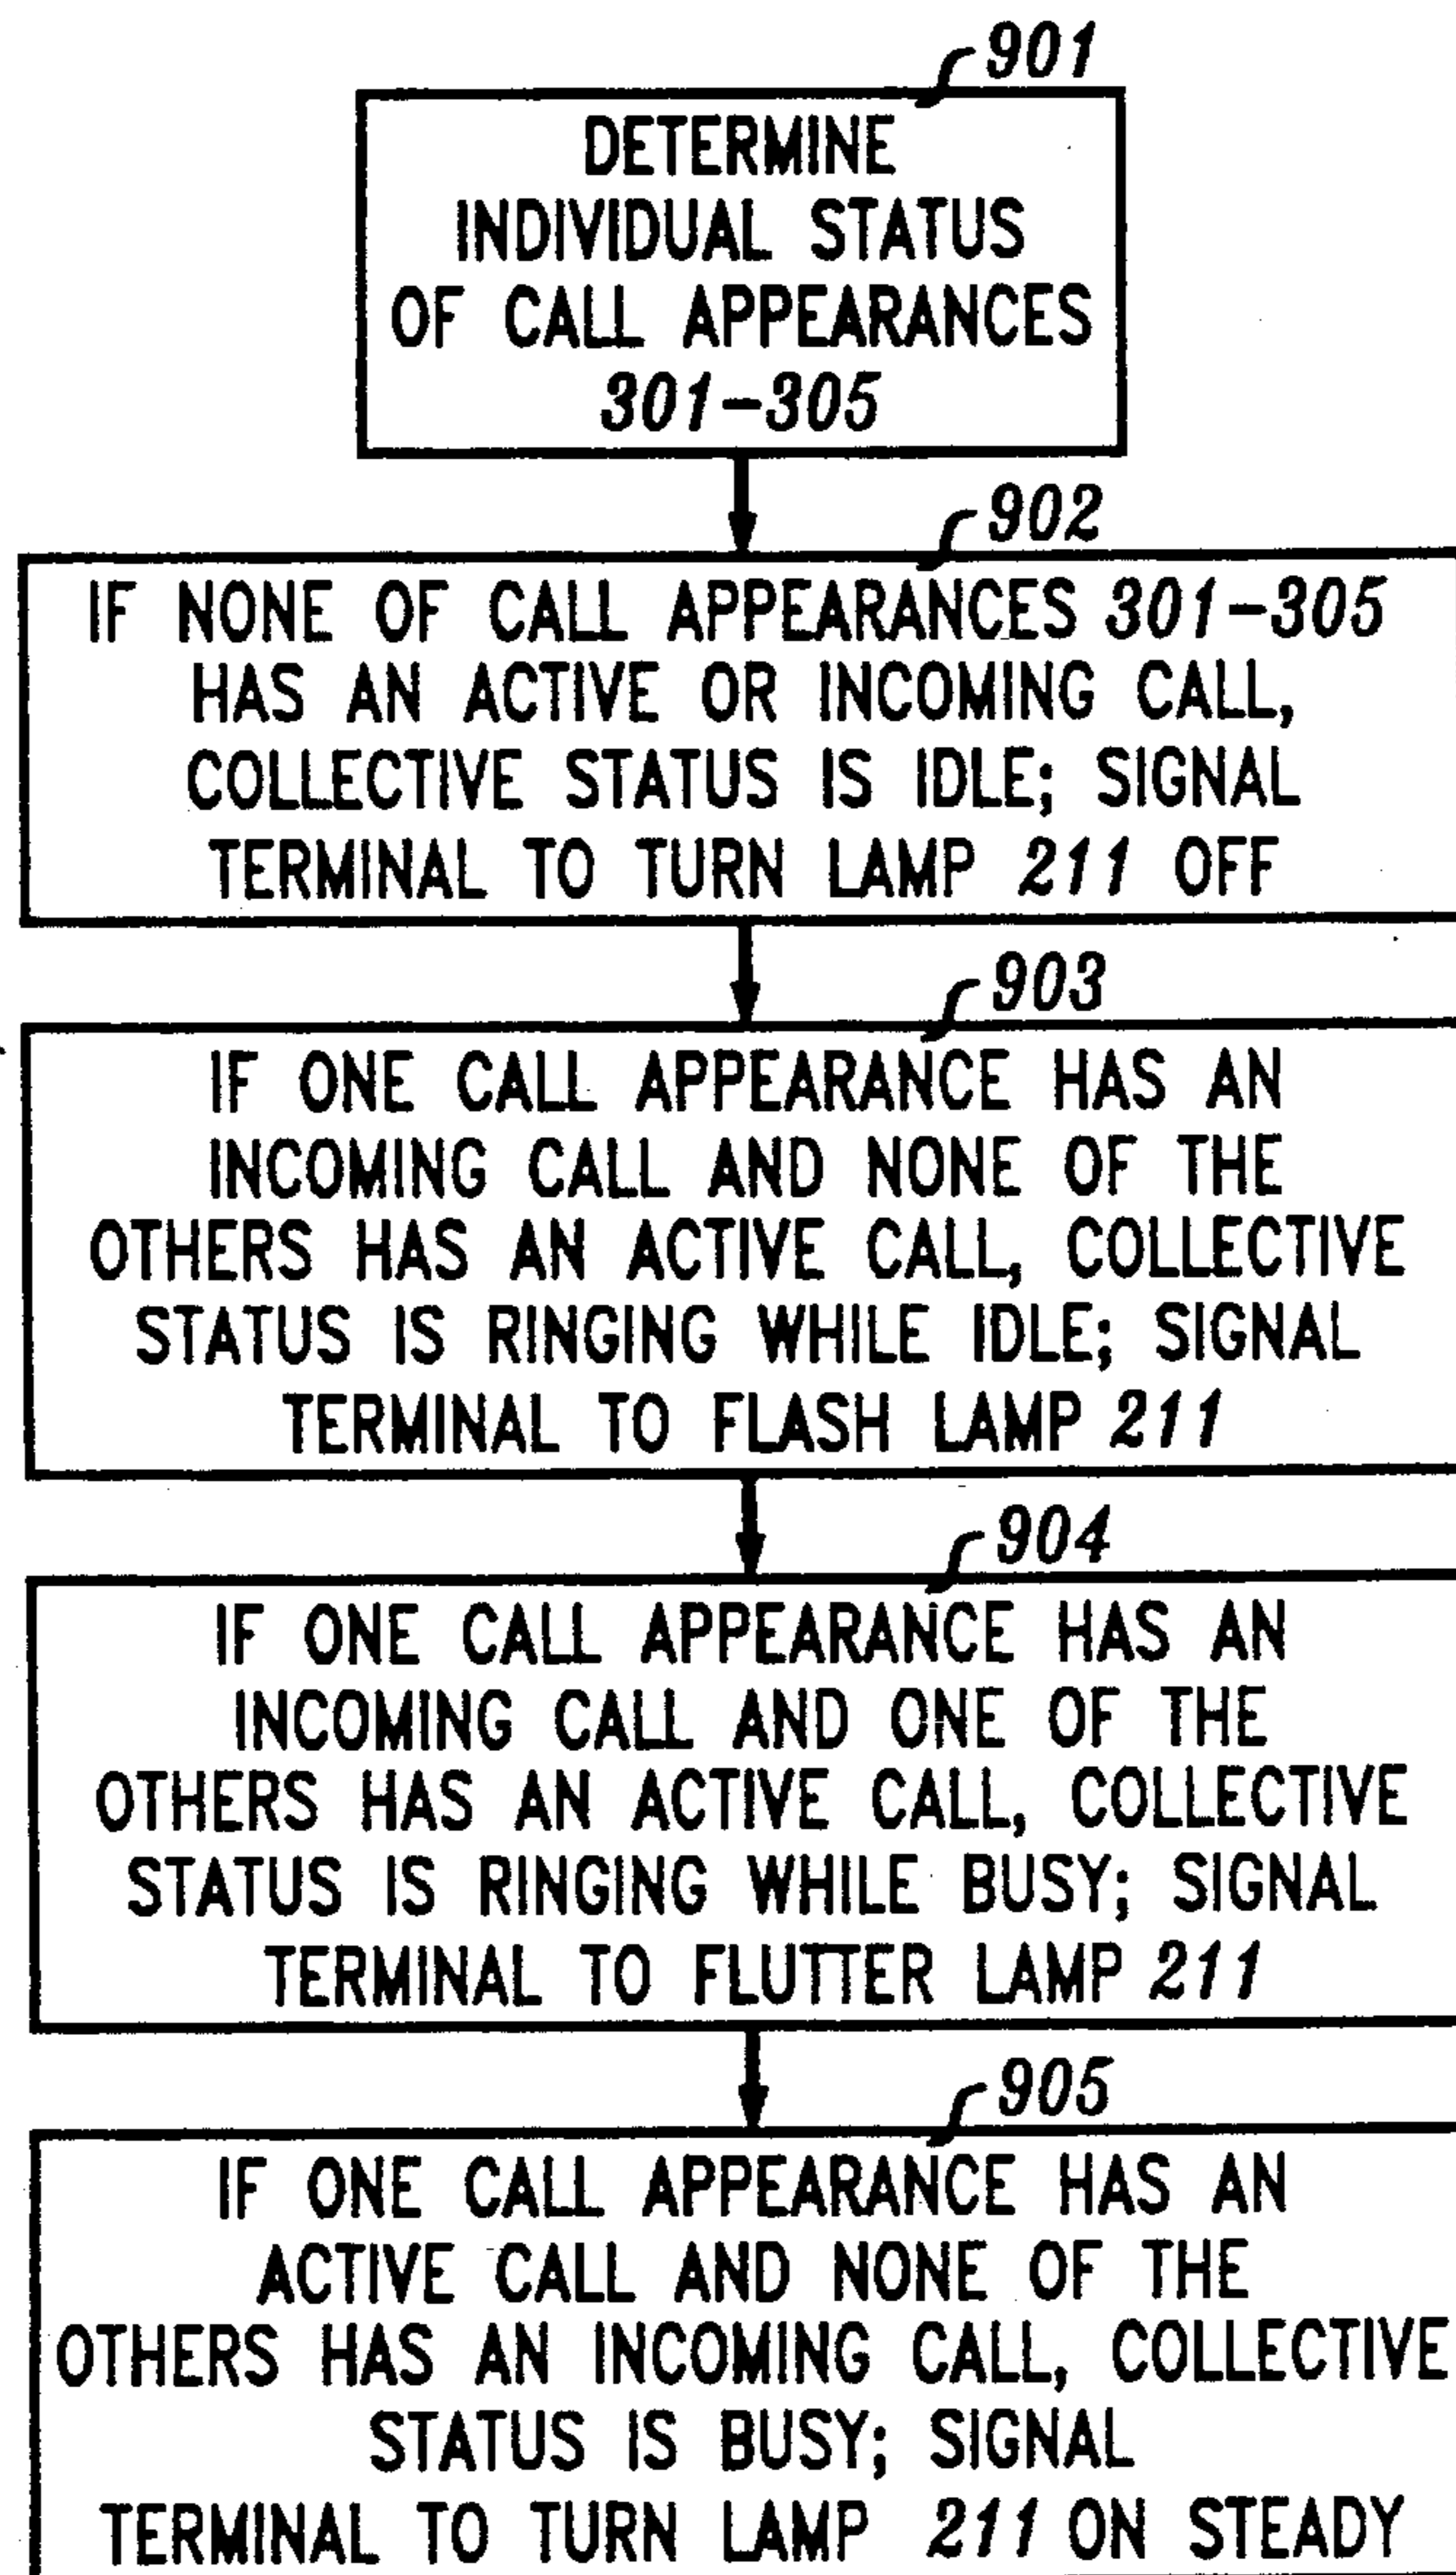 901
DETERMINE
INDIVIDUAL STATUS
OF CALL APPEARANCES
301-305
902
IF NONE OF CALL APPEARANCES 301-305
HAS AN ACTIVE OR INCOMING CALL,
COLLECTIVE STATUS IS IDLE; SIGNAL
TERMINAL TO TURN LAMP 211 OFF
903
IF ONE CALL APPEARANCE HAS AN
INCOMING CALL AND NONE OF THE
OTHERS HAS AN ACTIVE CALL, COLLECTIVE
STATUS IS RINGING WHILE IDLE; SIGNAL
TERMINAL TO FLASH LAMP 211
904
IF ONE CALL APPEARANCE HAS AN
INCOMING CALL AND ONE OF THE
OTHERS HAS AN ACTIVE CALL, COLLECTIVE
STATUS IS RINGING WHILE BUSY; SIGNAL
TERMINAL TO FLUTTER LAMP 211
905
IF ONE CALL APPEARANCE HAS AN
ACTIVE CALL AND NONE OF THE
OTHERS HAS AN INCOMING CALL, COLLECTIVE
STATUS IS BUSY; SIGNAL
TERMINAL TO TURN LAMP 211 ON STEADY